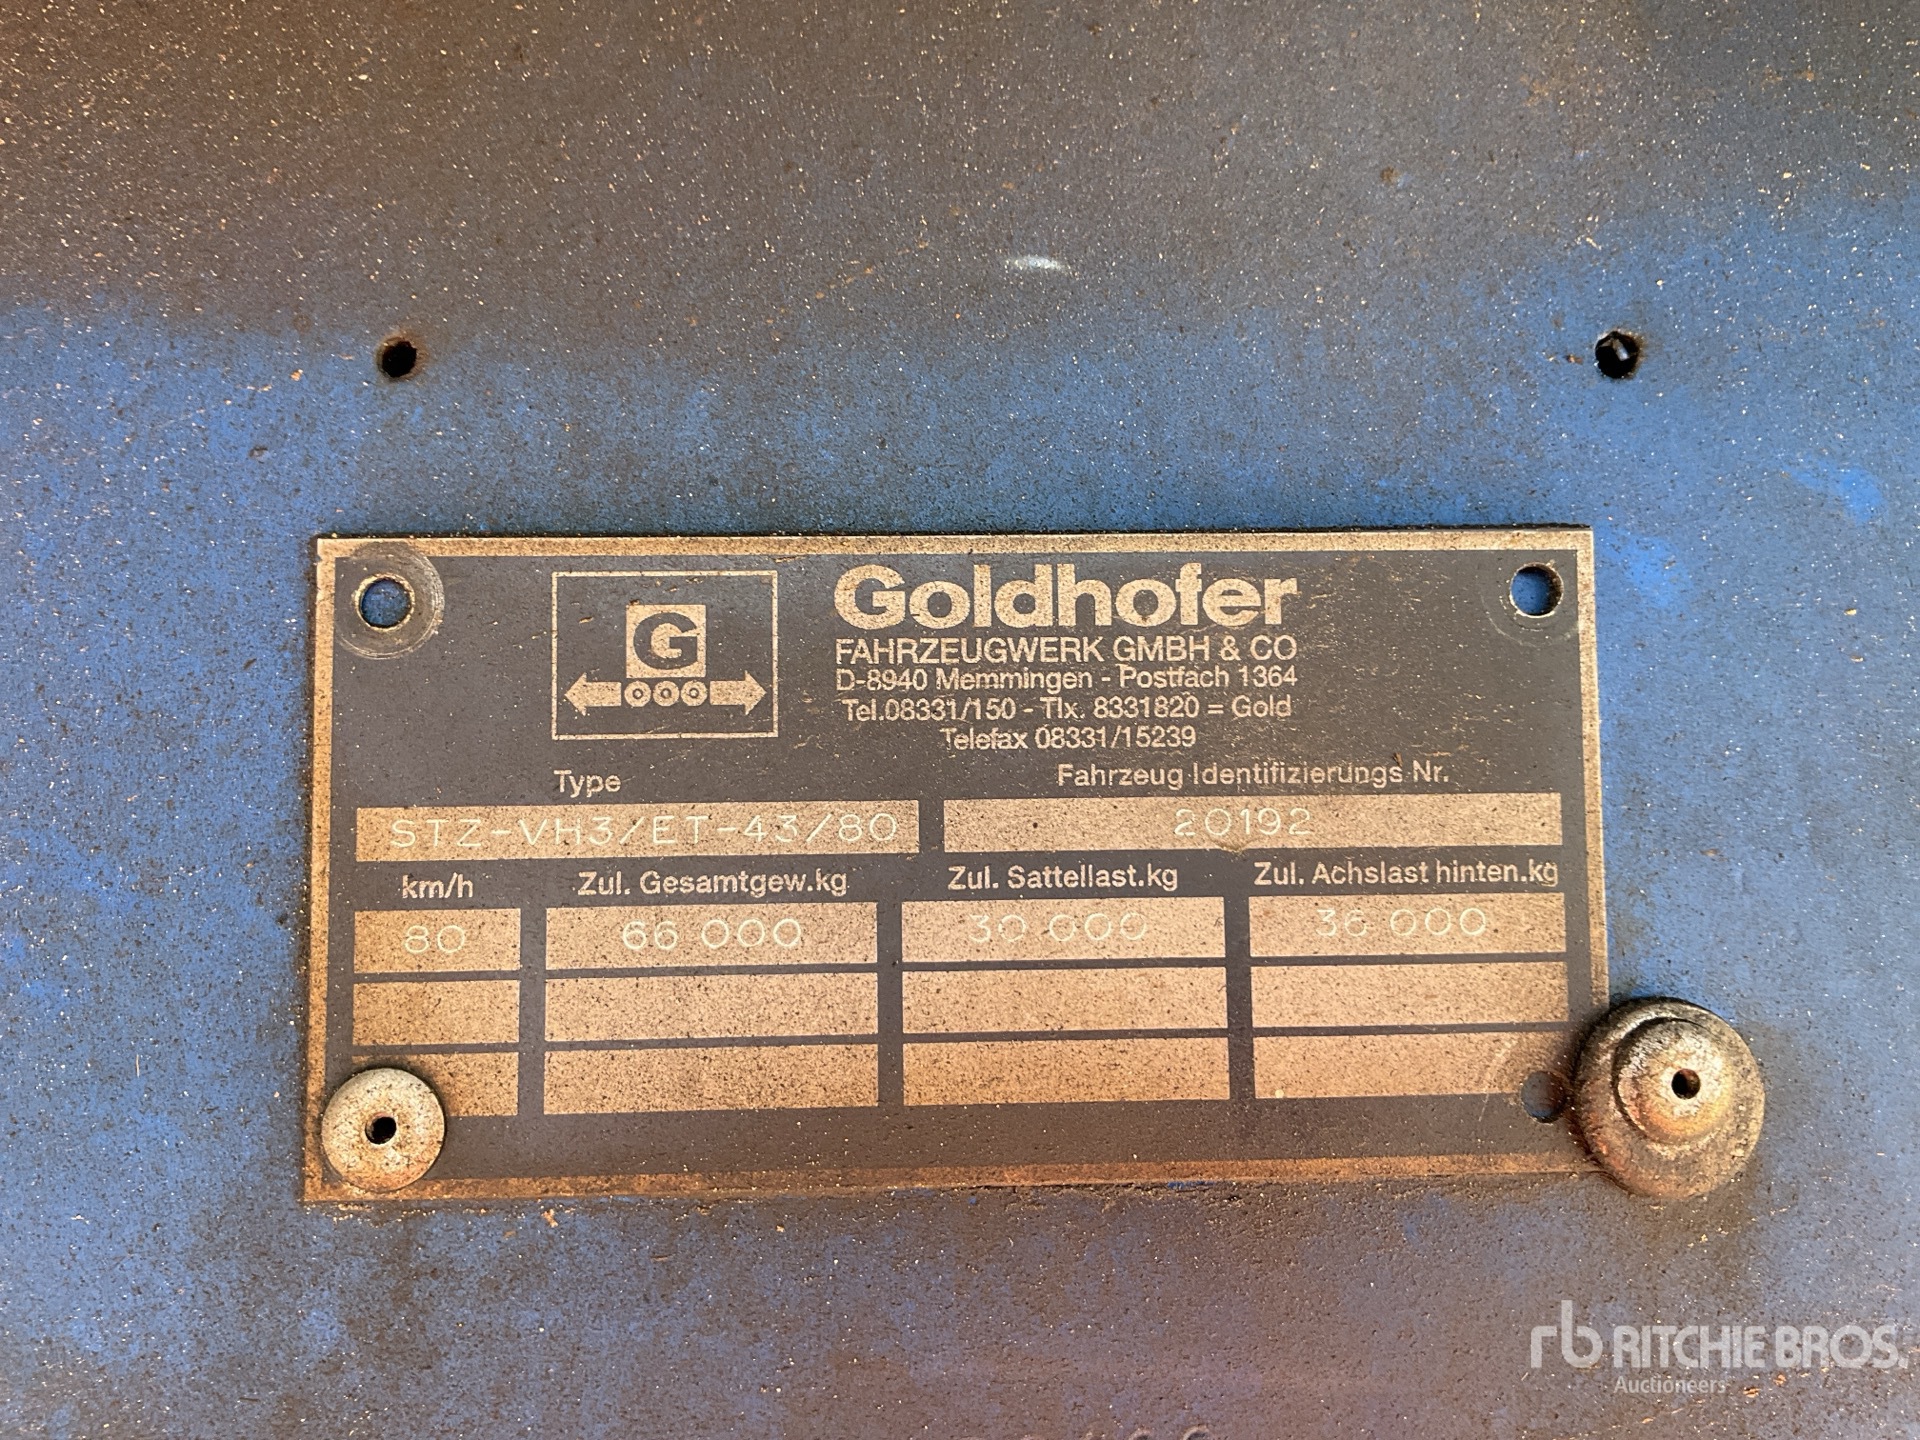 G
Goldhofer
FAHRZEUGWERK GMBH & CO
D-8940 Memmingen - Postfach 1364
Tel.08331/150 - Tlx. 8331820 = Gold
Telefax 08331/15239
Type Fahrzeug Identifizierungs Nr.
STZ-VH3/ET-43/80 20192
km/h Zul. Gesamtgew.kg Zul. Sattellast.kg Zul. Achslast hinten.kg
80 66 000 30 000 36 000
rb RITCHIE BROS.
Auctioneers